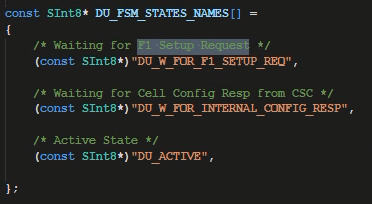 const SInt8* DU_FSM_STATES_NAMES[] =
{
/* Waiting for F1 Setup Request */
(const SInt8*)"DU_W_FOR_F1_SETUP_REQ",
/* Waiting for Cell Config Resp from CSC */
(const SInt8*)"DU_W_FOR_INTERNAL_CONFIG_RESP",
/* Active State */
(const SInt8*)"DU_ACTIVE",
};